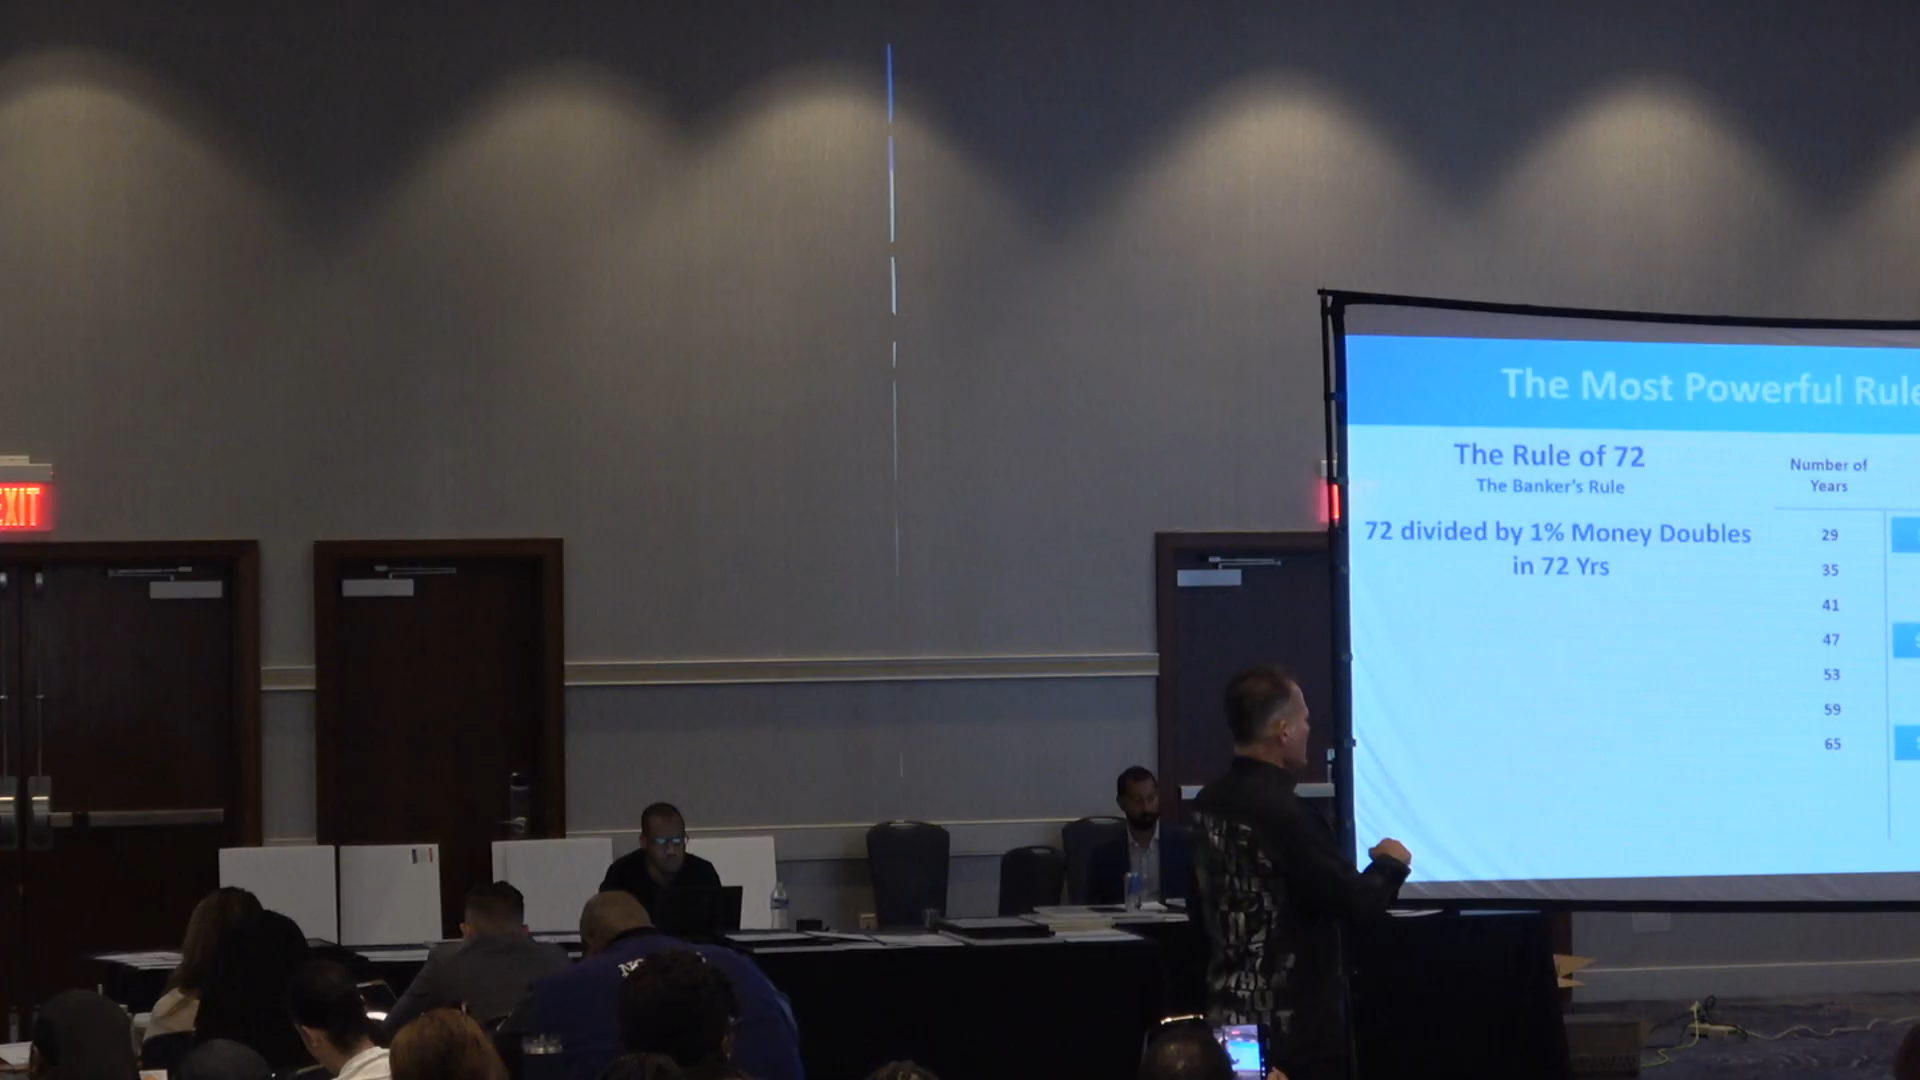 EXIT
The Most Powerful Rule
The Rule of 72
The Banker's Rule
72 divided by 1% Money Doubles
in 72 Yrs
Number of
Years
29
35
41
47
53
59
65